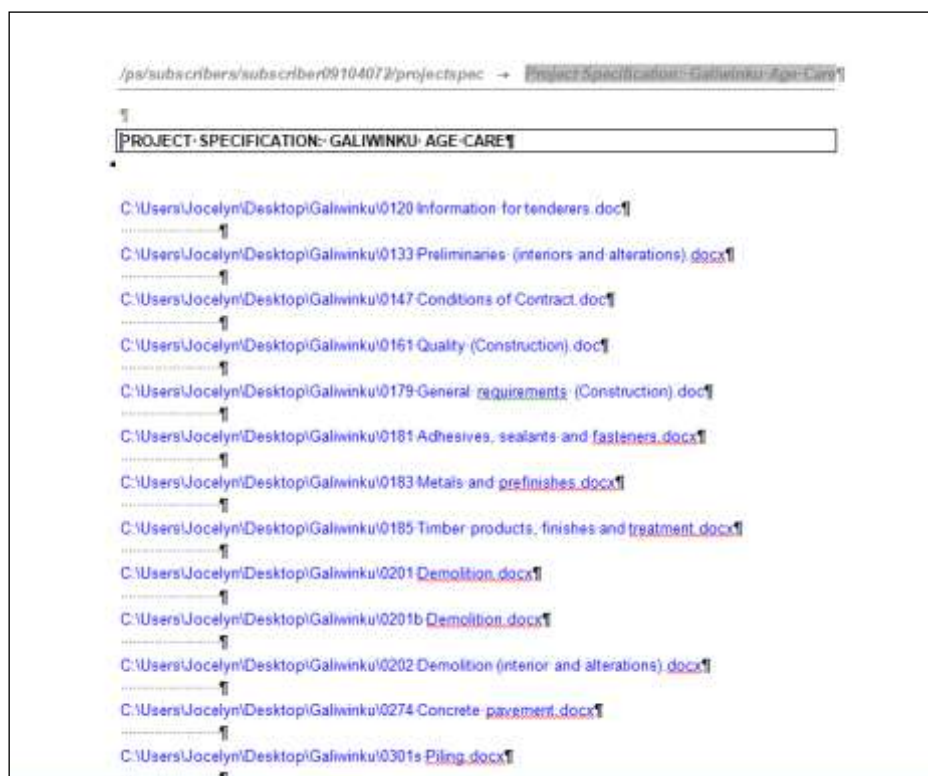 /ps/subscribers/subscriber09104072/projectspec → Project Specification: Galiwinku Age Care¶
¶
PROJECT SPECIFICATION: GALIWINKU AGE CARE¶
C:\Users\Jocelyn\Desktop\Galiwinku\0120 Information for tenderers.doc¶
¶
C:\Users\Jocelyn\Desktop\Galiwinku\0133 Preliminaries (interiors and alterations).docx¶
¶
C:\Users\Jocelyn\Desktop\Galiwinku\0147 Conditions of Contract.doc¶
¶
C:\Users\Jocelyn\Desktop\Galiwinku\0161 Quality (Construction).doc¶
¶
C:\Users\Jocelyn\Desktop\Galiwinku\0179 General requirements (Construction).doc¶
¶
C:\Users\Jocelyn\Desktop\Galiwinku\0181 Adhesives, sealants and fasteners.docx¶
¶
C:\Users\Jocelyn\Desktop\Galiwinku\0183 Metals and prefinishes.docx¶
¶
C:\Users\Jocelyn\Desktop\Galiwinku\0185 Timber products, finishes and treatment.docx¶
¶
C:\Users\Jocelyn\Desktop\Galiwinku\0201 Demolition.docx¶
¶
C:\Users\Jocelyn\Desktop\Galiwinku\0201b Demolition.docx¶
¶
C:\Users\Jocelyn\Desktop\Galiwinku\0202 Demolition (interior and alterations).docx¶
¶
C:\Users\Jocelyn\Desktop\Galiwinku\0274 Concrete pavement.docx¶
¶
C:\Users\Jocelyn\Desktop\Galiwinku\0301s Piling.docx¶
¶